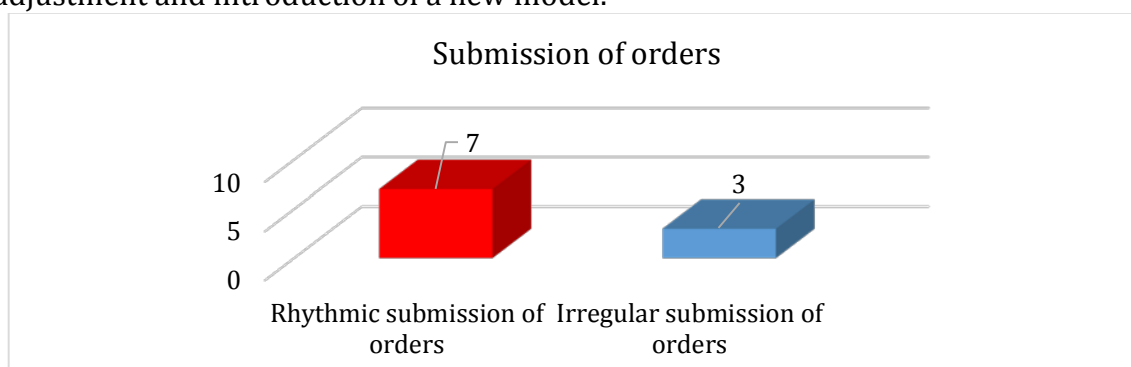 adjustment and introduction of a new model.
Submission of orders
7
3
10
5
0
Rhythmic submission of
orders
Irregular submission of
orders